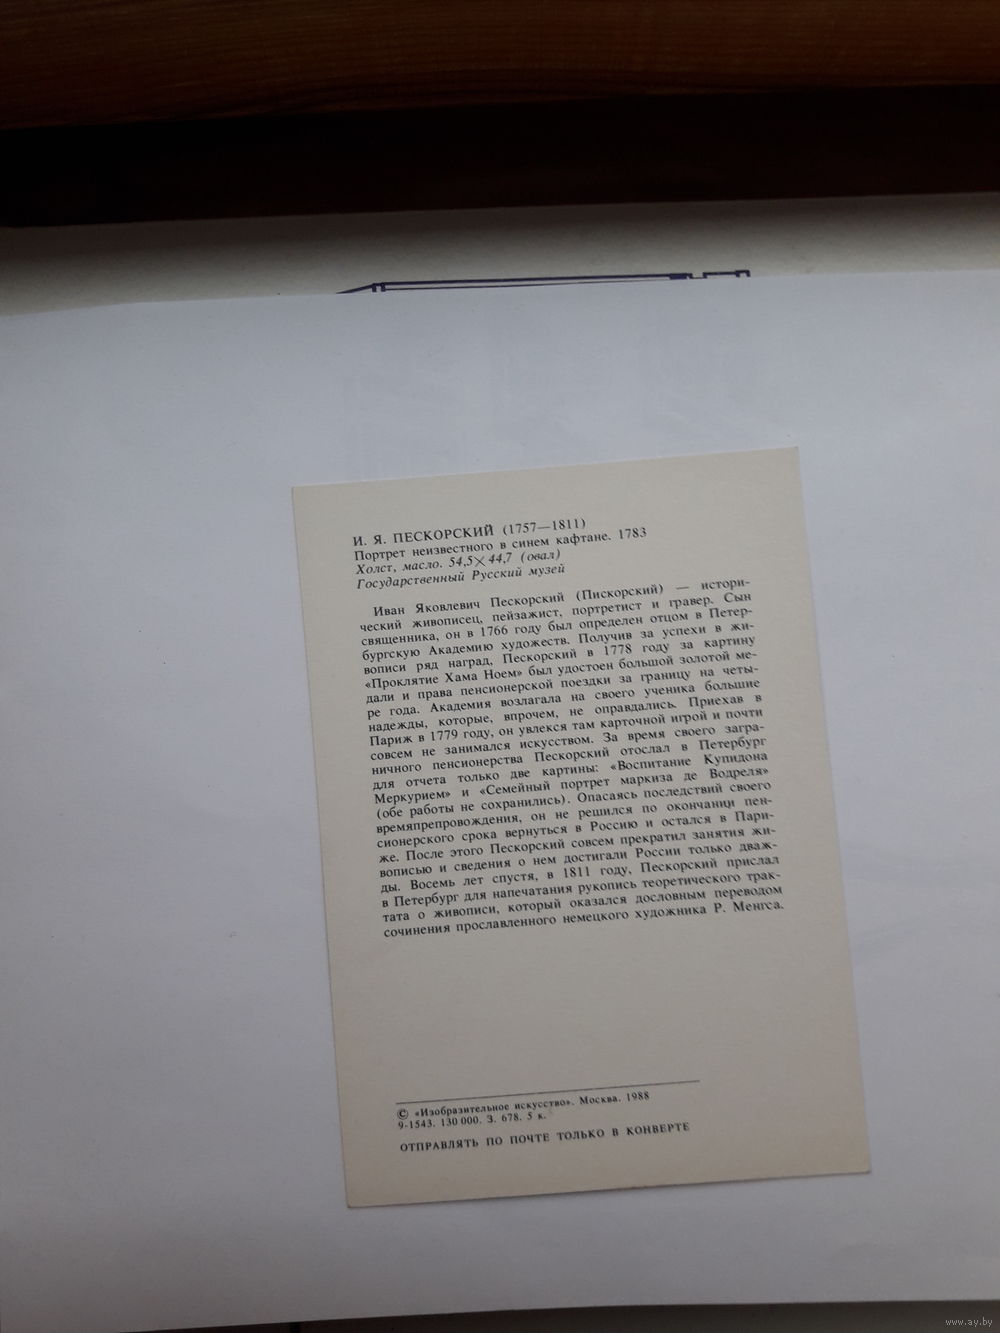 И. Я. ПЕСКОРСКИЙ (1757—1811)
Портрет неизвестного в синем кафтане. 1783
Холст, масло. 54,5×44,7 (овал)
Государственный Русский музей
Иван Яковлевич Пескорский (Пискорский) — истори-
ческий живописец, пейзажист, портретист и гравер. Сын
священника, он в 1766 году был определен отцом в Петер-
бургскую Академию художеств. Получив за успехи в жи-
вописи ряд наград, Пескорский в 1778 году за картину
«Проклятие Хама Ноем» был удостоен большой золотой ме-
дали и права пенсионерской поездки за границу на четы-
ре года. Академия возлагала на своего ученика большие
надежды, которые, впрочем, не оправдались. Приехав в
Париж в 1779 году, он увлекся там карточной игрой и почти
совсем не занимался искусством. За время своего загра-
ничного пенсионерства Пескорский отослал в Петербург
для отчета только две картины: «Воспитание Купидона
Меркурием» и «Семейный портрет маркиза де Водреля»
(обе работы не сохранились). Опасаясь последствий своего
времяпрепровождения, он не решился по окончании пен-
сионерского срока вернуться в Россию и остался в Пари-
же. После этого Пескорский совсем прекратил занятия жи-
вописью и сведения о нем достигали России только дваж-
ды. Восемь лет спустя, в 1811 году, Пескорский прислал
в Петербург для напечатания рукопись теоретического трак-
тата о живописи, который оказался дословным переводом
сочинения прославленного немецкого художника Р. Менгса.
© «Изобразительное искусство». Москва. 1988
9-1543. 130 000. З. 678. 5 к.
ОТПРАВЛЯТЬ ПО ПОЧТЕ ТОЛЬКО В КОНВЕРТЕ
www.ay.by